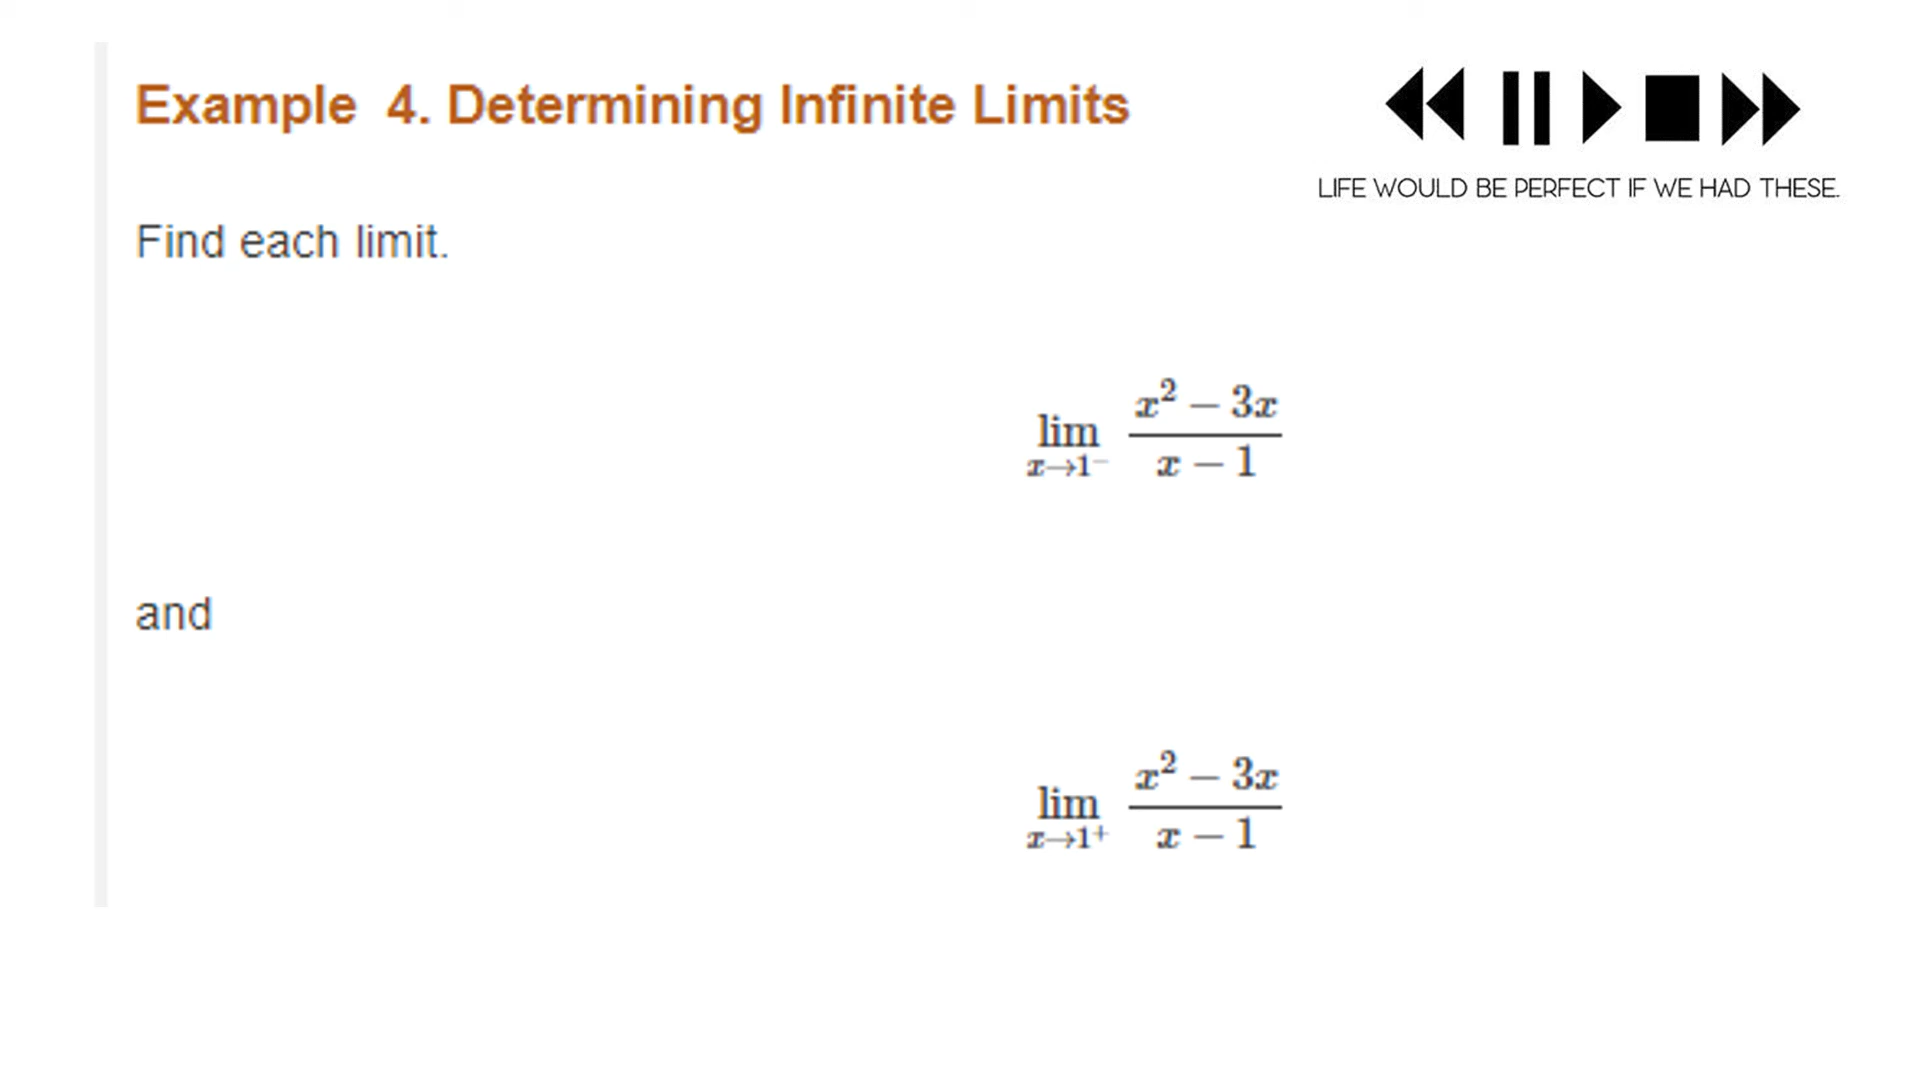 Example 4. Determining Infinite Limits
LIFE WOULD BE PERFECT IF WE HAD THESE.
Find each limit.
lim x→1⁻ (x² − 3x)/(x − 1)
and
lim x→1⁺ (x² − 3x)/(x − 1)